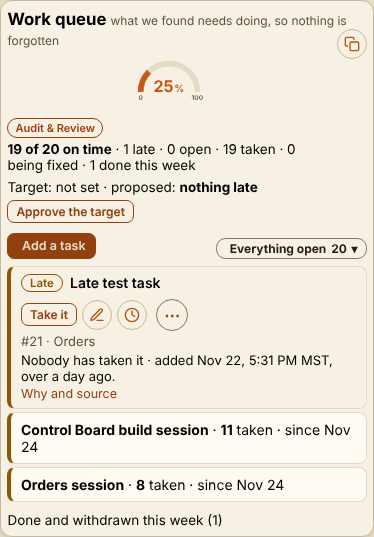 Work queue what we found needs doing, so nothing is
forgotten
25%
0 100
Audit & Review
19 of 20 on time · 1 late · 0 open · 19 taken · 0
being fixed · 1 done this week
Target: not set · proposed: nothing late
Approve the target
Add a task
Everything open 20 ▾
Late Late test task
Take it
#21 · Orders
Nobody has taken it · added Nov 22, 5:31 PM MST,
over a day ago.
Why and source
Control Board build session · 11 taken · since Nov
24
Orders session · 8 taken · since Nov 24
Done and withdrawn this week (1)